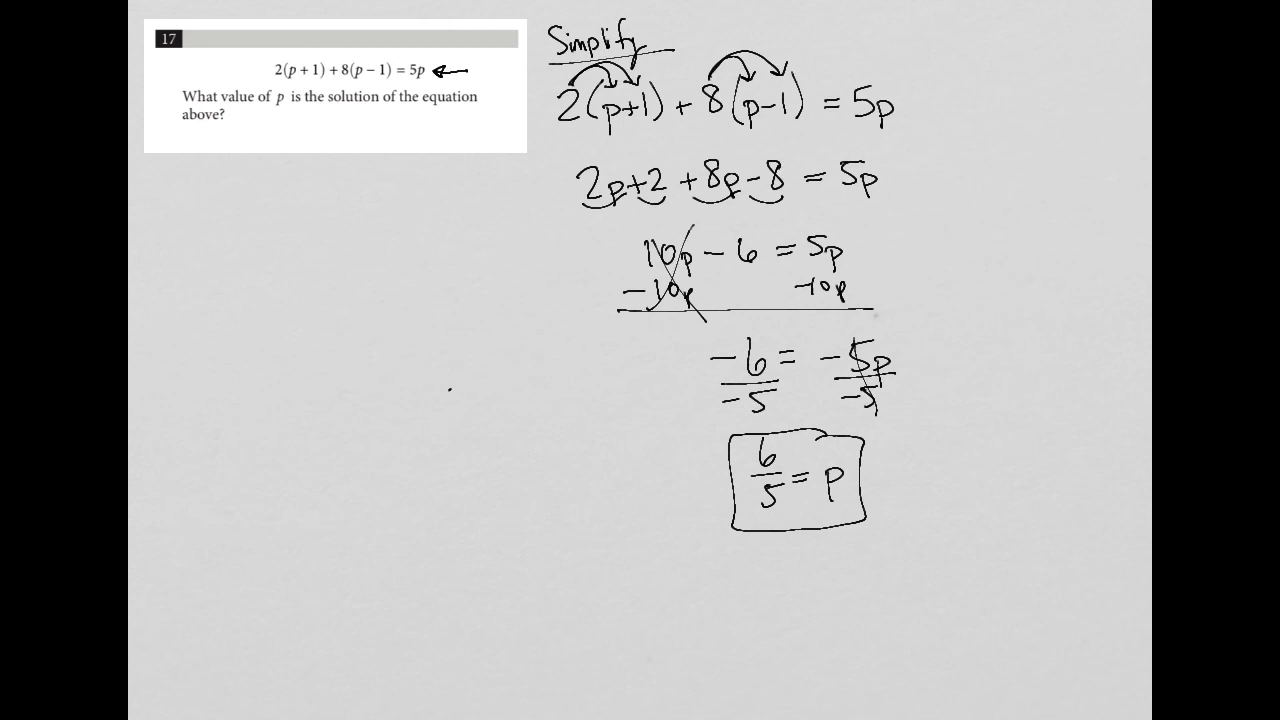 17
2(p + 1) + 8(p − 1) = 5p
What value of p is the solution of the equation
above?
Simplify
2(p+1) + 8(p-1) = 5p
2p+2 +8p-8 = 5p
10p - 6 = 5p
-10p -10p
-6 = -5p
-5 -5
6
5 = p